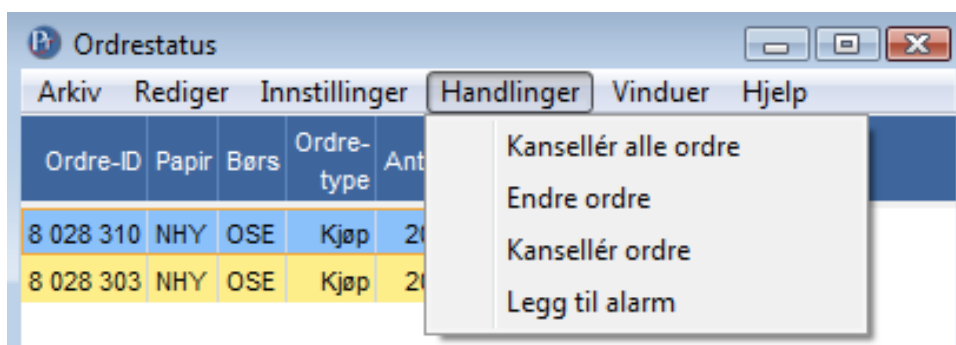 Ordrestatus
Arkiv Rediger Innstillinger Handlinger Vinduer Hjelp
Ordre-ID Papir Børs Ordre-type
Kansellér alle ordre
Endre ordre
Kansellér ordre
Legg til alarm
8 028 310 NHY OSE Kjøp
8 028 303 NHY OSE Kjøp